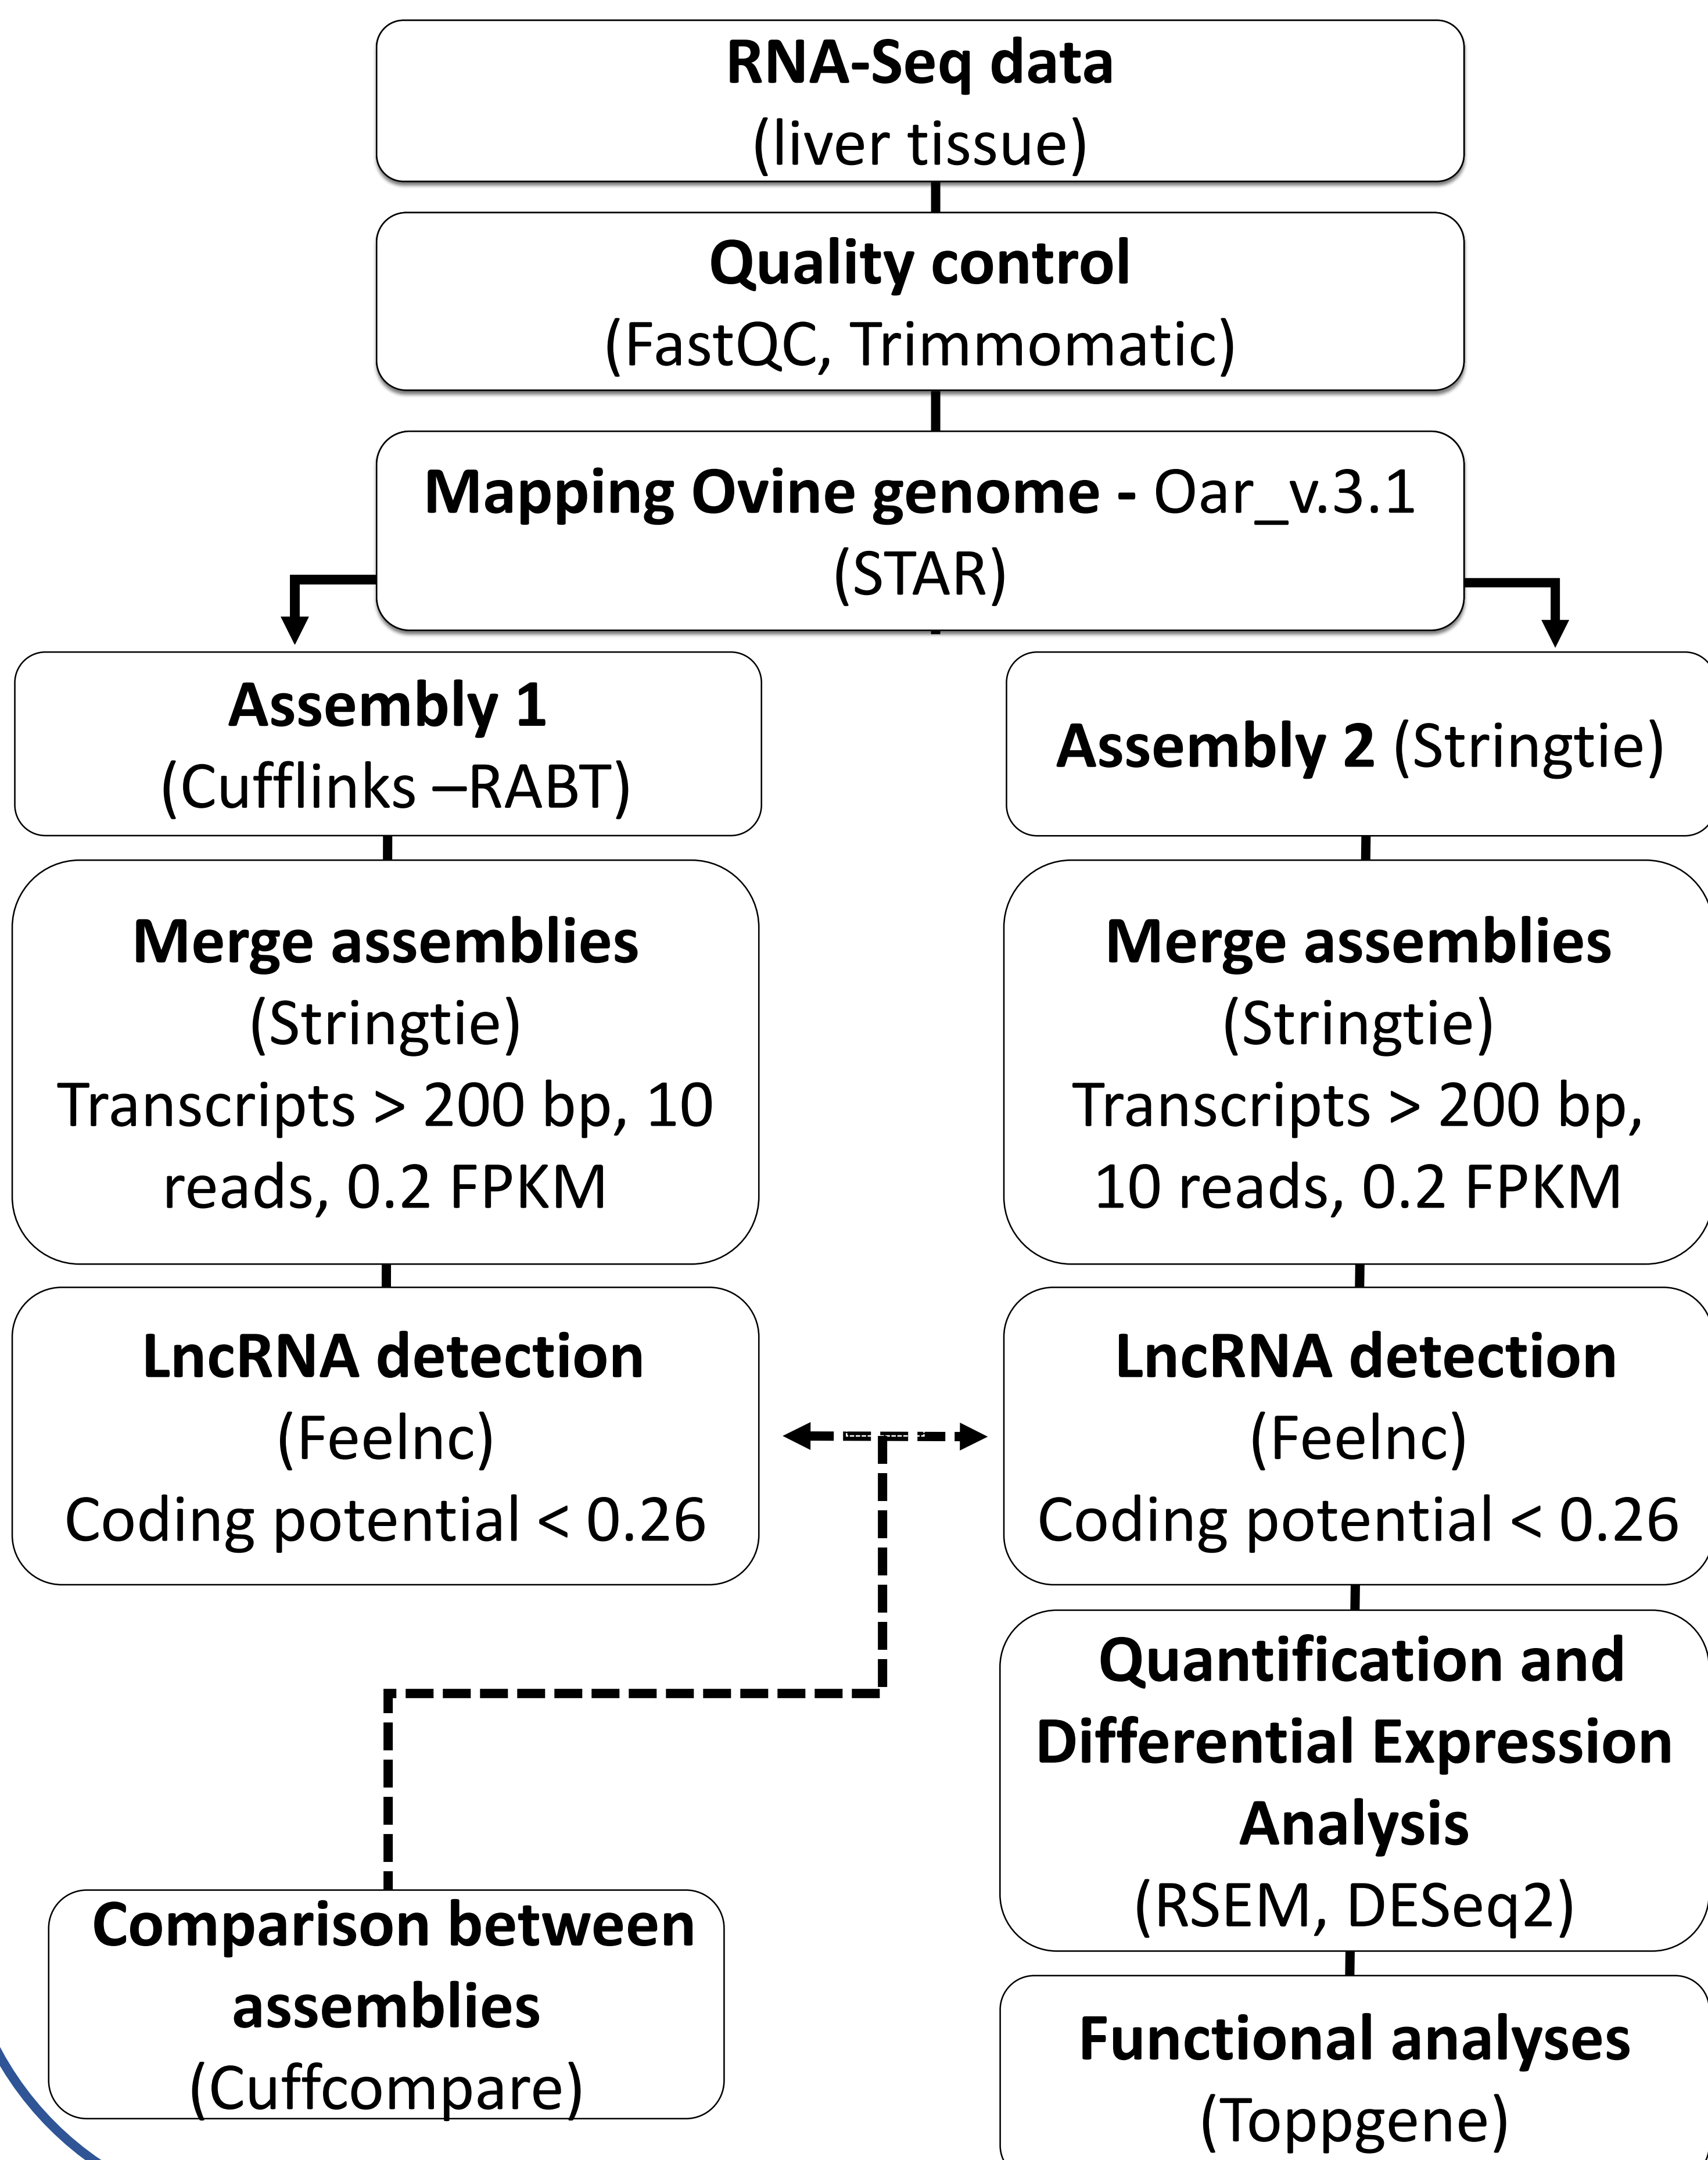 RNA-Seq data
(liver tissue)
Quality control
(FastQC, Trimmomatic)
Mapping Ovine genome - Oar_v.3.1
(STAR)
Assembly 1
(Cufflinks –RABT)
Merge assemblies
(Stringtie)
Transcripts > 200 bp, 10
reads, 0.2 FPKM
LncRNA detection
(Feelnc)
Coding potential < 0.26
Comparison between
assemblies
(Cuffcompare)
Assembly 2 (Stringtie)
Merge assemblies
(Stringtie)
Transcripts > 200 bp,
10 reads, 0.2 FPKM
LncRNA detection
(Feelnc)
Coding potential < 0.26
Quantification and
Differential Expression
Analysis
(RSEM, DESeq2)
Functional analyses
(Toppgene)